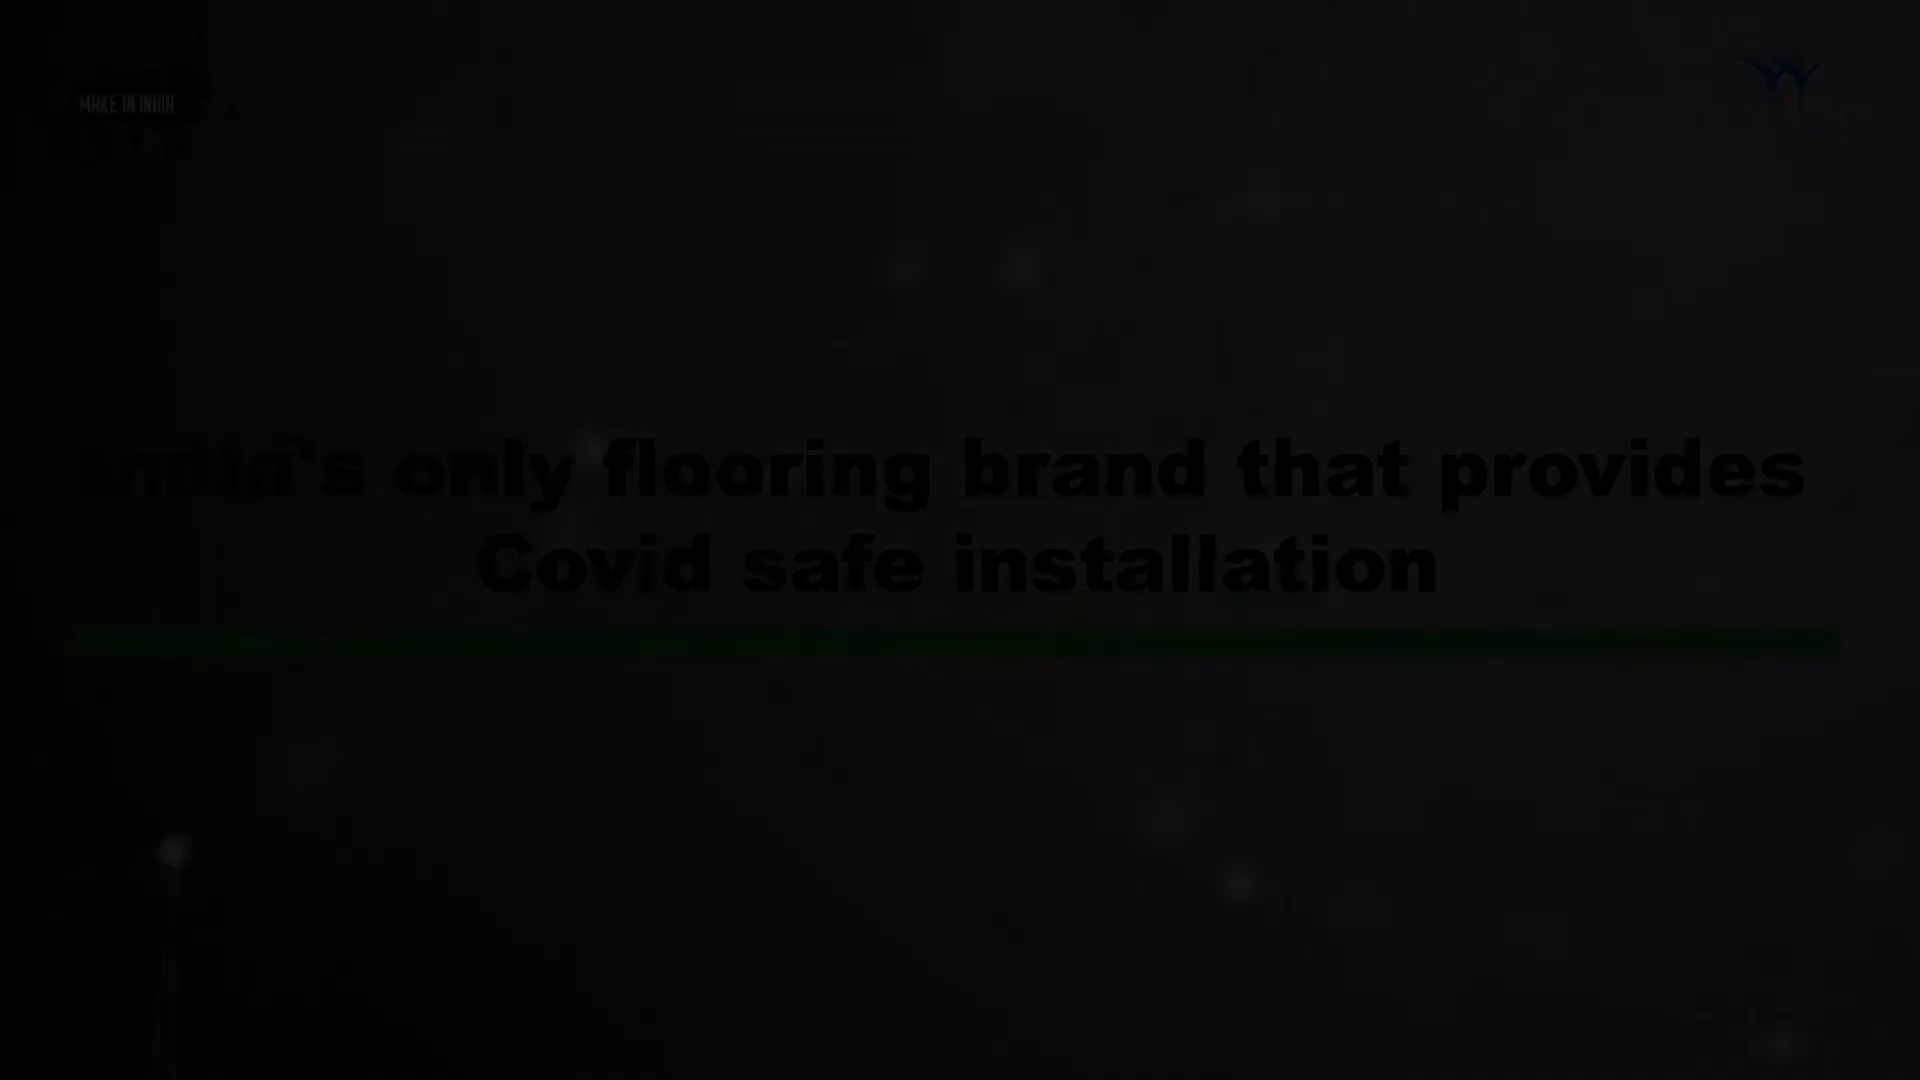 MAKE IN INDIA
India's only flooring brand that provides
Covid safe installation